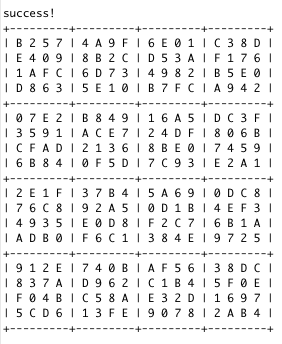 success!
+--------+--------+--------+--------+
| B 2 5 7 | 4 A 9 F | 6 E 0 1 | C 3 8 D |
| E 4 0 9 | 8 B 2 C | D 5 3 A | F 1 7 6 |
| 1 A F C | 6 D 7 3 | 4 9 8 2 | B 5 E 0 |
| D 8 6 3 | 5 E 1 0 | B 7 F C | A 9 4 2 |
+--------+--------+--------+--------+
| 0 7 E 2 | B 8 4 9 | 1 6 A 5 | D C 3 F |
| 3 5 9 1 | A C E 7 | 2 4 D F | 8 0 6 B |
| C F A D | 2 1 3 6 | 8 B E 0 | 7 4 5 9 |
| 6 B 8 4 | 0 F 5 D | 7 C 9 3 | E 2 A 1 |
+--------+--------+--------+--------+
| 2 E 1 F | 3 7 B 4 | 5 A 6 9 | 0 D C 8 |
| 7 6 C 8 | 9 2 A 5 | 0 D 1 B | 4 E F 3 |
| 4 9 3 5 | E 0 D 8 | F 2 C 7 | 6 B 1 A |
| A D B 0 | F 6 C 1 | 3 8 4 E | 9 7 2 5 |
+--------+--------+--------+--------+
| 9 1 2 E | 7 4 0 B | A F 5 6 | 3 8 D C |
| 8 3 7 A | D 9 6 2 | C 1 B 4 | 5 F 0 E |
| F 0 4 B | C 5 8 A | E 3 2 D | 1 6 9 7 |
| 5 C D 6 | 1 3 F E | 9 0 7 8 | 2 A B 4 |
+--------+--------+--------+--------+